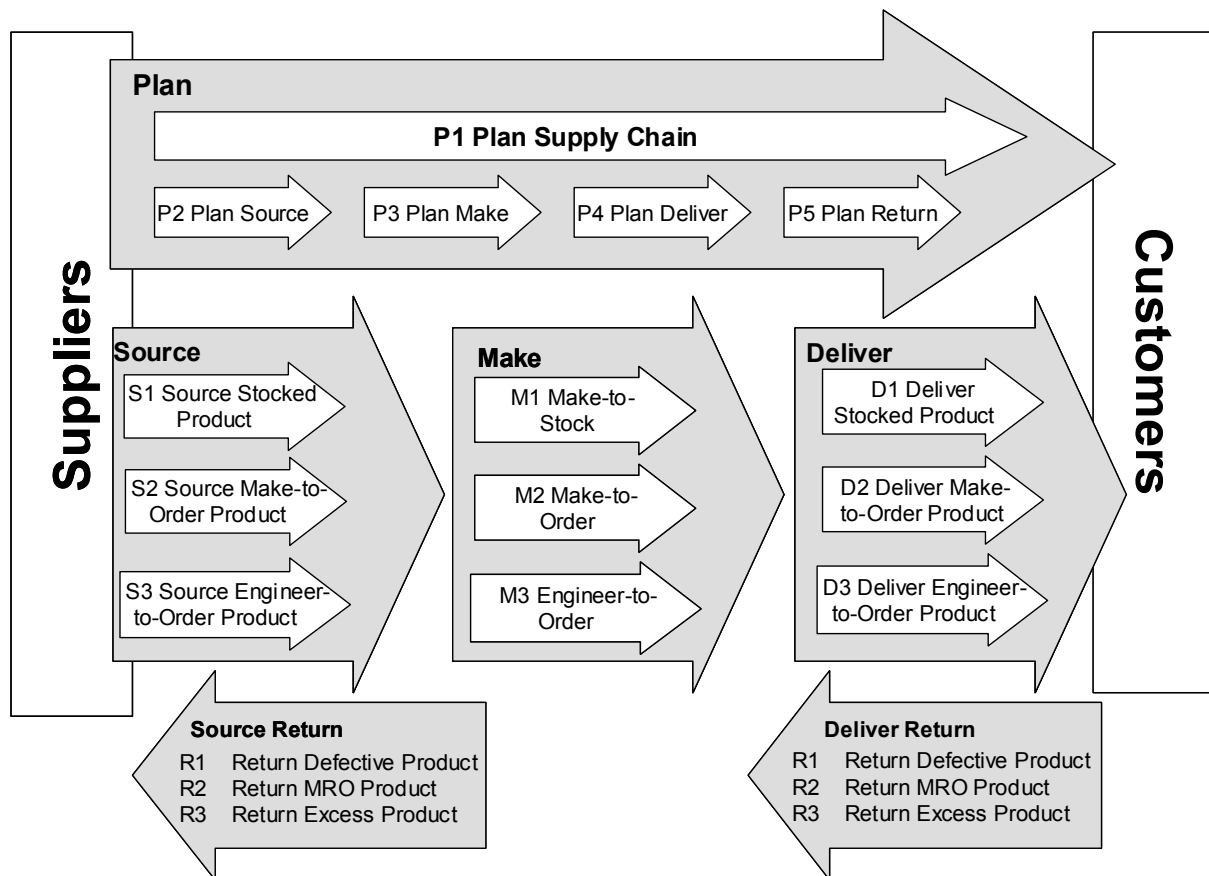 Plan
P1 Plan Supply Chain
P2 Plan Source
P3 Plan Make
P4 Plan Deliver
P5 Plan Return
Suppliers
Customers
Source
S1 Source Stocked
Product
S2 Source Make-to-
Order Product
S3 Source Engineer-
to-Order Product
Make
M1 Make-to-
Stock
M2 Make-to-
Order
M3 Engineer-to-
Order
Deliver
D1 Deliver
Stocked Product
D2 Deliver Make-
to-Order Product
D3 Deliver Engineer-
to-Order Product
Source Return
R1 Return Defective Product
R2 Return MRO Product
R3 Return Excess Product
Deliver Return
R1 Return Defective Product
R2 Return MRO Product
R3 Return Excess Product